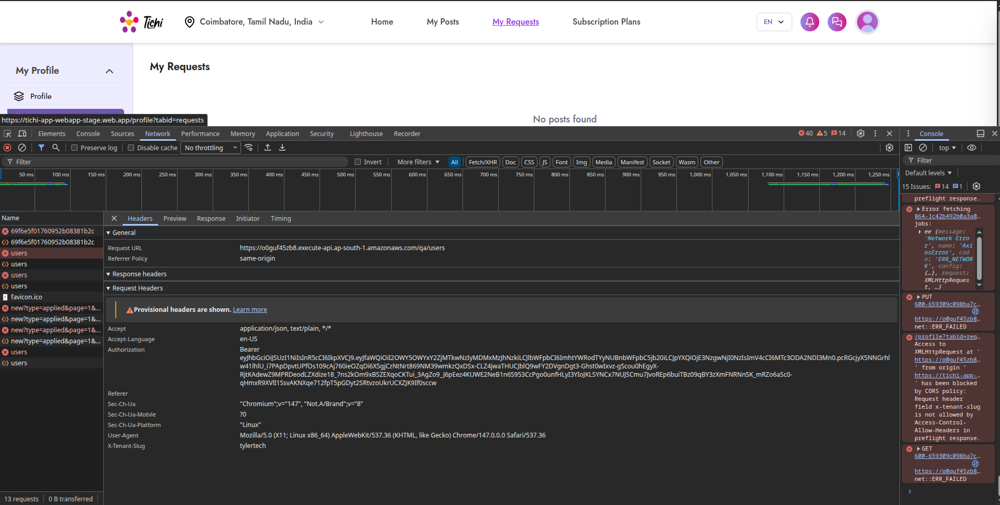 Tichi
Coimbatore, Tamil Nadu, India
Home
My Posts
My Requests
Subscription Plans
EN
My Profile
Profile
My Requests
No posts found
https://tichi-app-webapp-stage.web.app/profile?tabid=requests
Elements
Console
Sources
Network
Performance
Memory
Application
Security
Lighthouse
Recorder
40
5
14
Preserve log
Disable cache
No throttling
Filter
Invert
More filters
All
Fetch/XHR
Doc
CSS
JS
Font
Img
Media
Manifest
Socket
Wasm
Other
50 ms
100 ms
150 ms
200 ms
250 ms
300 ms
350 ms
400 ms
450 ms
500 ms
550 ms
600 ms
650 ms
700 ms
750 ms
800 ms
850 ms
900 ms
950 ms
1,000 ms
1,050 ms
1,100 ms
1,150 ms
1,200 ms
1,250 ms
Name
69f6e5f01760952b08381b2c
69f6e5f01760952b08381b2c
users
users
users
users
favicon.ico
new?type=applied&page=1&...
new?type=applied&page=1&...
new?type=applied&page=1&...
new?type=applied&page=1&...
users
users
13 requests
0 B transferred
Headers
Preview
Response
Initiator
Timing
General
Request URL
https://o0guf45zb8.execute-api.ap-south-1.amazonaws.com/qa/users
Referrer Policy
same-origin
Response headers
Request Headers
Provisional headers are shown. Learn more
Accept
application/json, text/plain, */*
Accept-Language
en-US
Authorization
Bearer
Referer
Sec-Ch-Ua
"Chromium";v="147", "Not.A/Brand";v="8"
Sec-Ch-Ua-Mobile
?0
Sec-Ch-Ua-Platform
"Linux"
User-Agent
Mozilla/5.0 (X11; Linux x86_64) AppleWebKit/537.36 (KHTML, like Gecko) Chrome/147.0.0.0 Safari/537.36
X-Tenant-Slug
tylertech
Console
top
Filter
Default levels
15 Issues:
14
1
preflight response.
Error fetching
864-1c42b492b0a3a0…
jobs:
ee {message:
'Network Erro
r', name: 'Axi
osError', cod
e: 'ERR_NETWOR
K', config:
{…}, request:
XMLHttpReques
t, …}
PUT
600-659309c098ba7c…
https://o0guf45zb8…
net::ERR_FAILED
/profile?tabid=req…
Access to
XMLHttpRequest at '
https://o0guf45zb8…
' from origin '
https://tichi-app-…
' has been blocked
by CORS policy:
Request header
field x-tenant-slug
is not allowed by
Access-Control-
Allow-Headers in
preflight response.
GET
600-659309c098ba7c…
https://o0guf45zb8…
net::ERR_FAILED